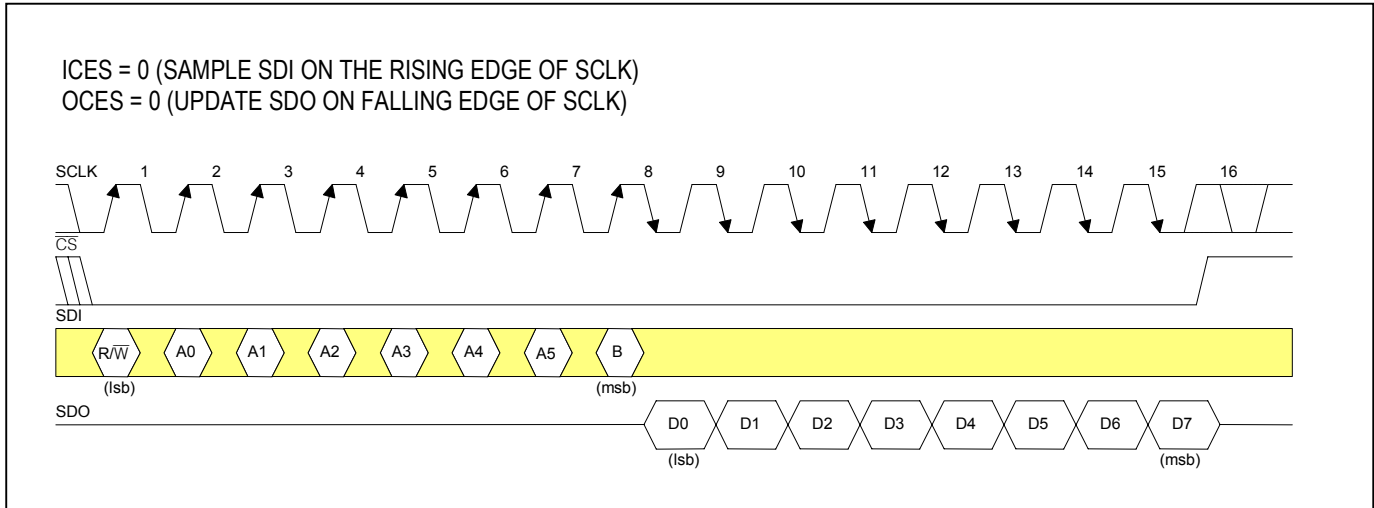 ICES = 0 (SAMPLE SDI ON THE RISING EDGE OF SCLK)
OCES = 0 (UPDATE SDO ON FALLING EDGE OF SCLK)
SCLK 1 2 3 4 5 6 7 8 9 10 11 12 13 14 15 16
C̅S̅
SDI
R/W̅ A0 A1 A2 A3 A4 A5 B
(lsb) (msb)
SDO
D0 D1 D2 D3 D4 D5 D6 D7
(lsb) (msb)